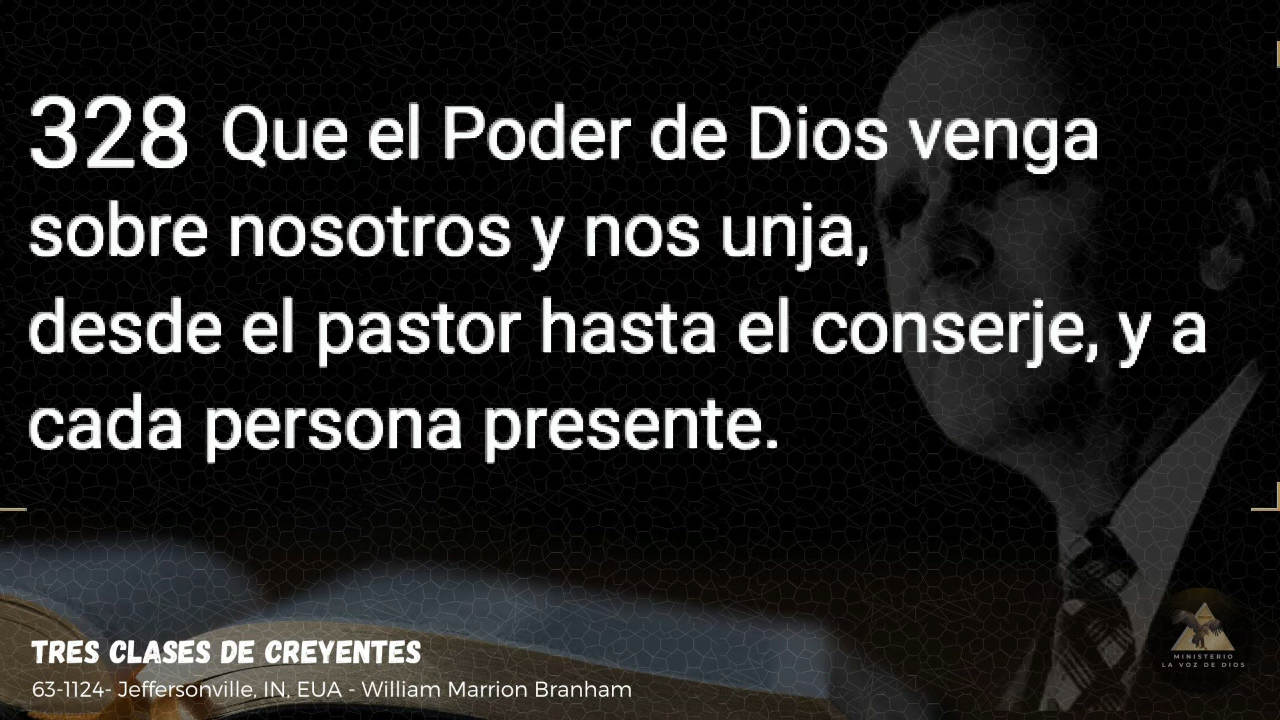 328 Que el Poder de Dios venga
sobre nosotros y nos unja,
desde el pastor hasta el conserje, y a
cada persona presente.
TRES CLASES DE CREYENTES
63-1124- Jeffersonville, IN, EUA - William Marrion Branham
MINISTERIO
LA VOZ DE DIOS